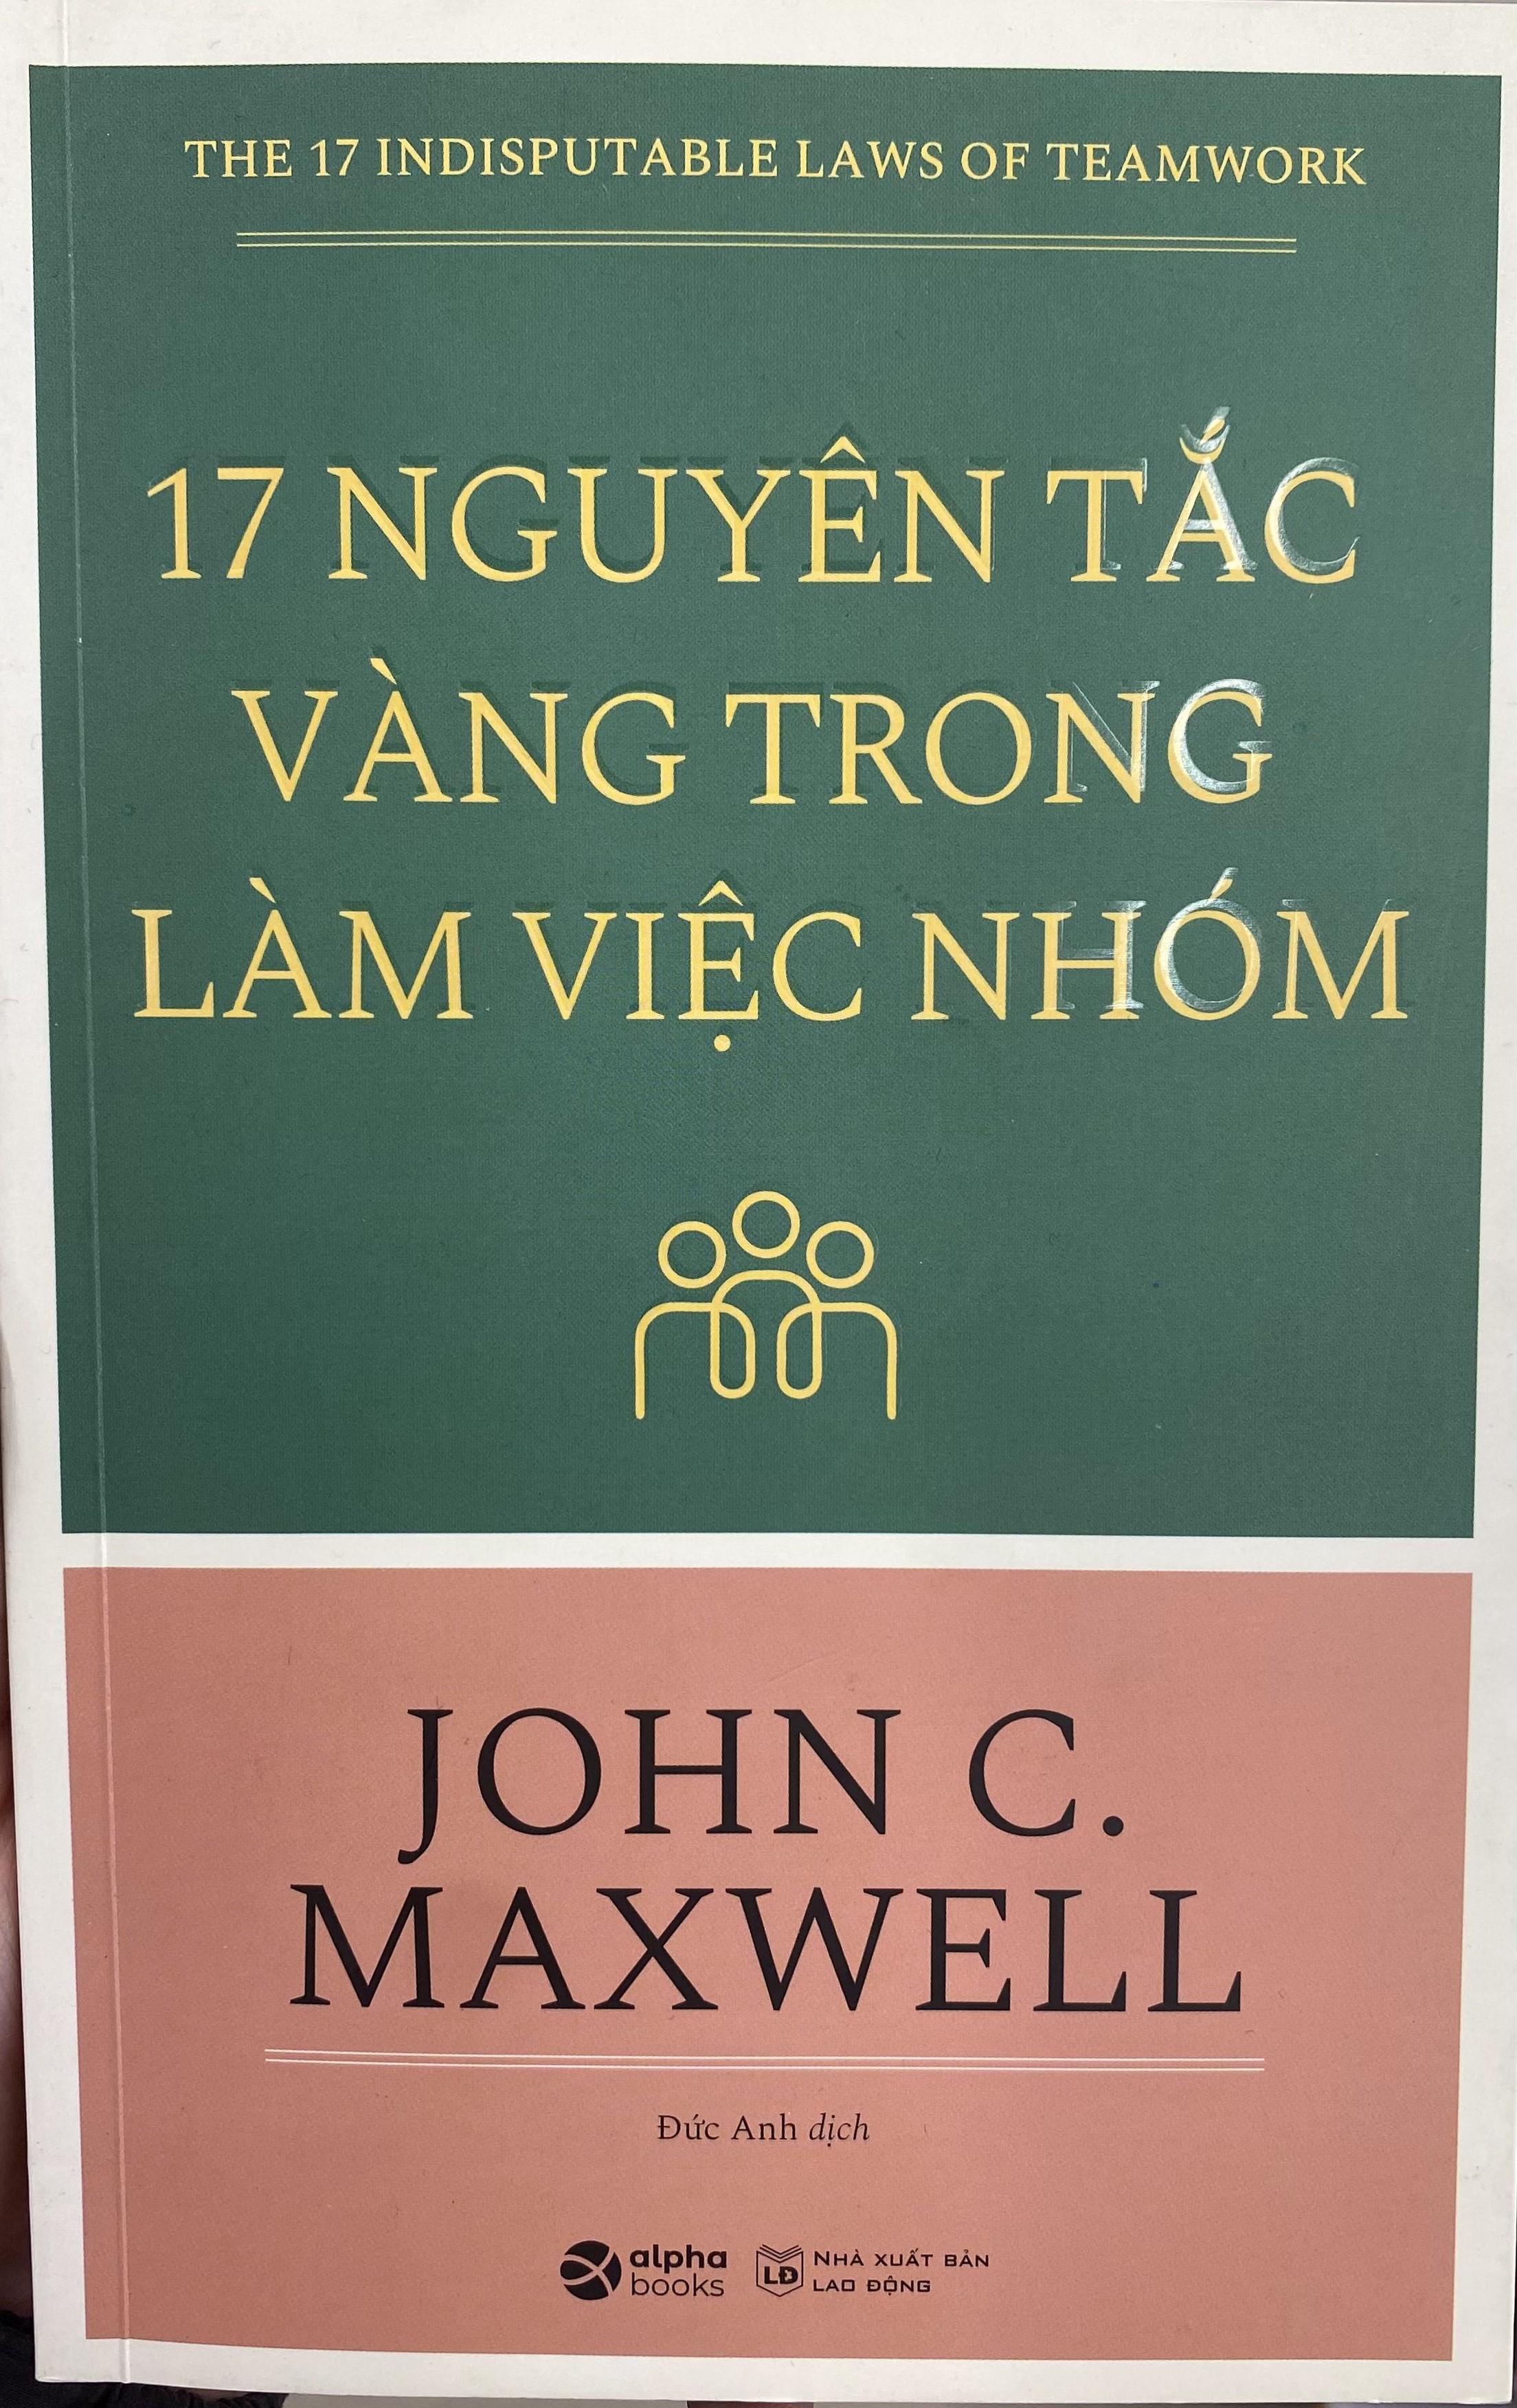 THE 17 INDISPUTABLE LAWS OF TEAMWORK
17 NGUYÊN TẮC
VÀNG TRONG
LÀM VIỆC NHÓM
JOHN C.
MAXWELL
Đức Anh dịch
alpha
books
LĐ
NHÀ XUẤT BẢN
LAO ĐỘNG